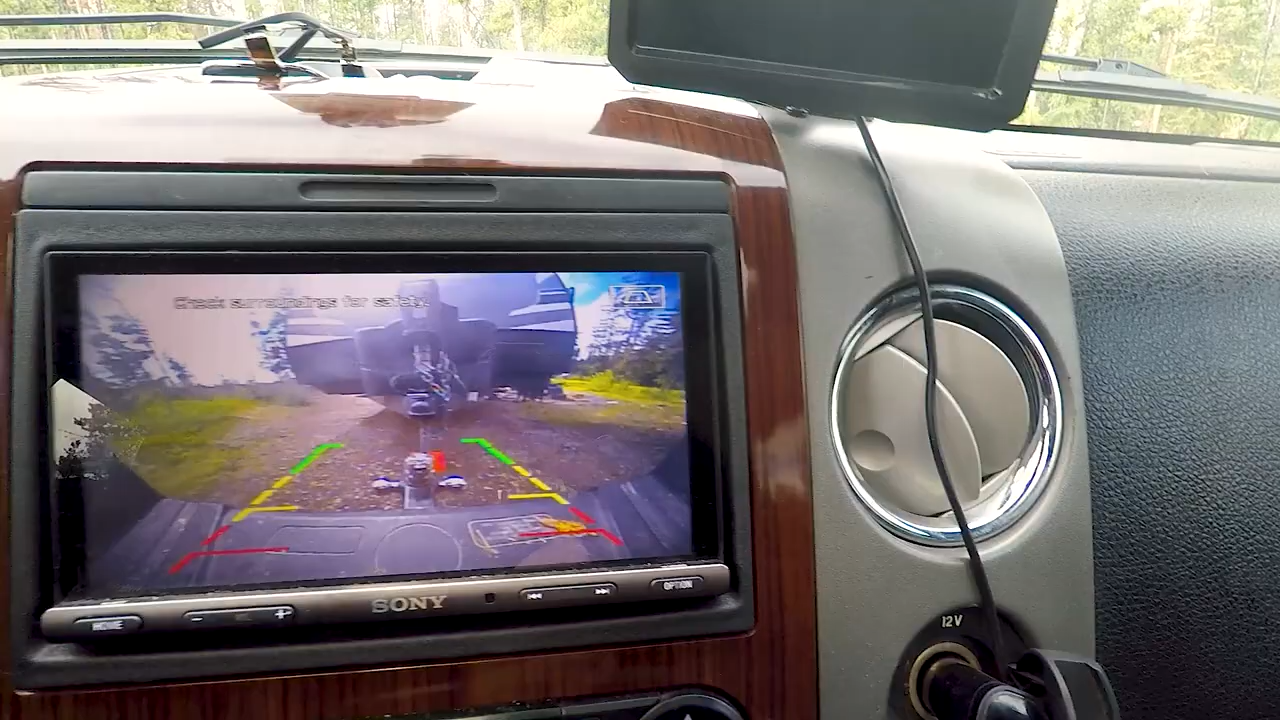 Check surroundings for safety.
HOME
- +
SONY
OPTION
12V